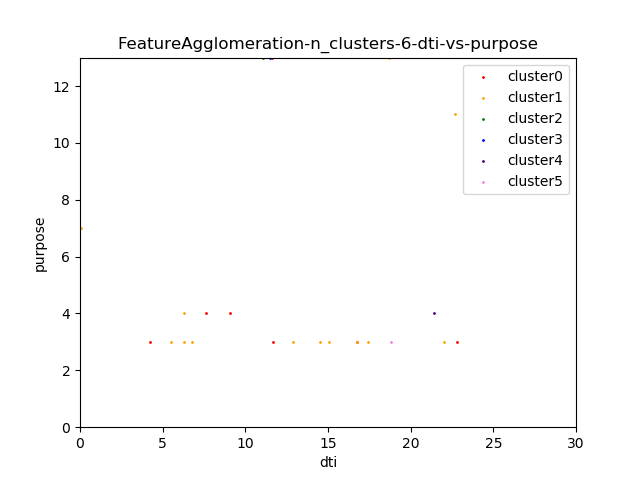 FeatureAgglomeration-n_clusters-6-dti-vs-purpose
cluster0
cluster1
cluster2
cluster3
cluster4
cluster5
12
10
8
6
4
2
0
purpose
0 5 10 15 20 25 30
dti